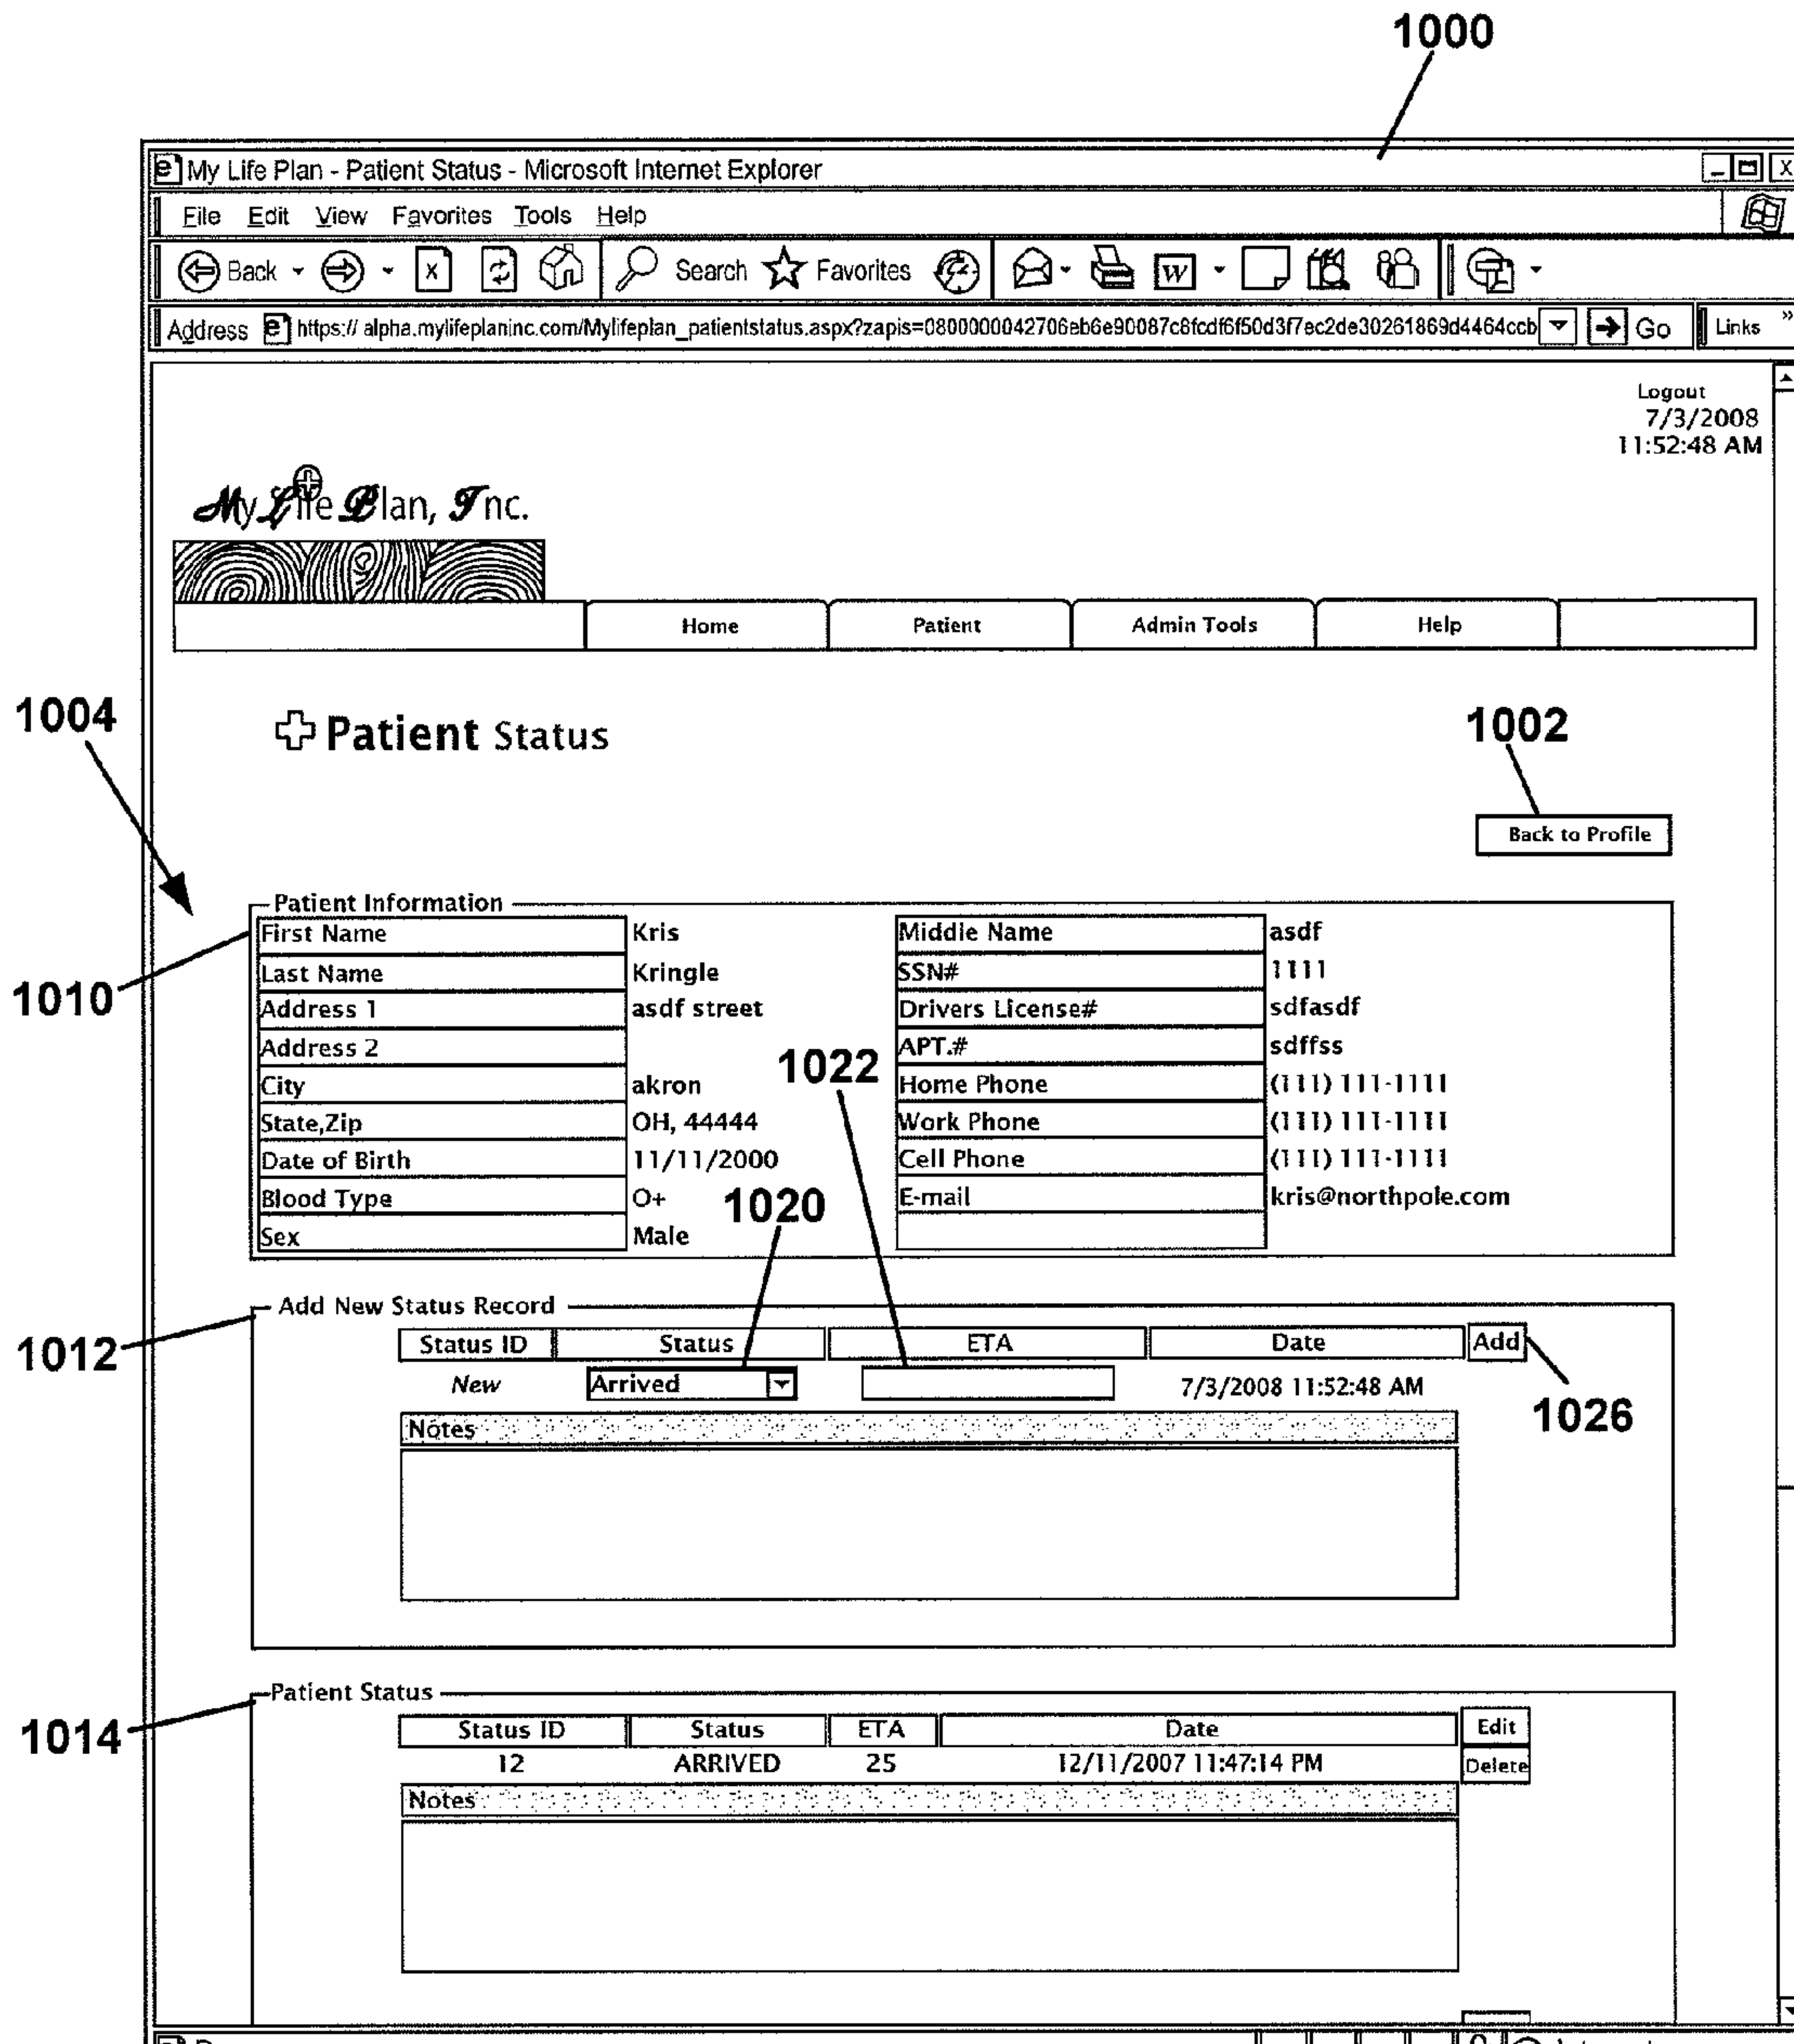 1000
My Life Plan - Patient Status - Microsoft Internet Explorer
File Edit View Favorites Tools Help
Back Search Favorites W
Address https:// alpha.mylifeplaninc.com/Mylifeplan_patientstatus.aspx?zapis=0800000042706eb6e90087c8fcdf6f50d3f7ec2de30261869d4464ccb Go Links »
Logout
7/3/2008
11:52:48 AM
My Life Plan, Inc.
Home Patient Admin Tools Help
1004
Patient Status
1002
Back to Profile
Patient Information
First Name Kris Middle Name asdf
1010
Last Name Kringle SSN# 1111
Address 1 asdf street Drivers License# sdfasdf
Address 2 APT.# sdffss
1022
City akron Home Phone (111) 111-1111
State,Zip OH, 44444 Work Phone (111) 111-1111
Date of Birth 11/11/2000 Cell Phone (111) 111-1111
Blood Type O+ E-mail kris@northpole.com
1020
Sex Male
Add New Status Record
1012
Status ID Status ETA Date Add
New Arrived 7/3/2008 11:52:48 AM
1026
Notes
Patient Status
1014
Status ID Status ETA Date Edit
12 ARRIVED 25 12/11/2007 11:47:14 PM Delete
Notes